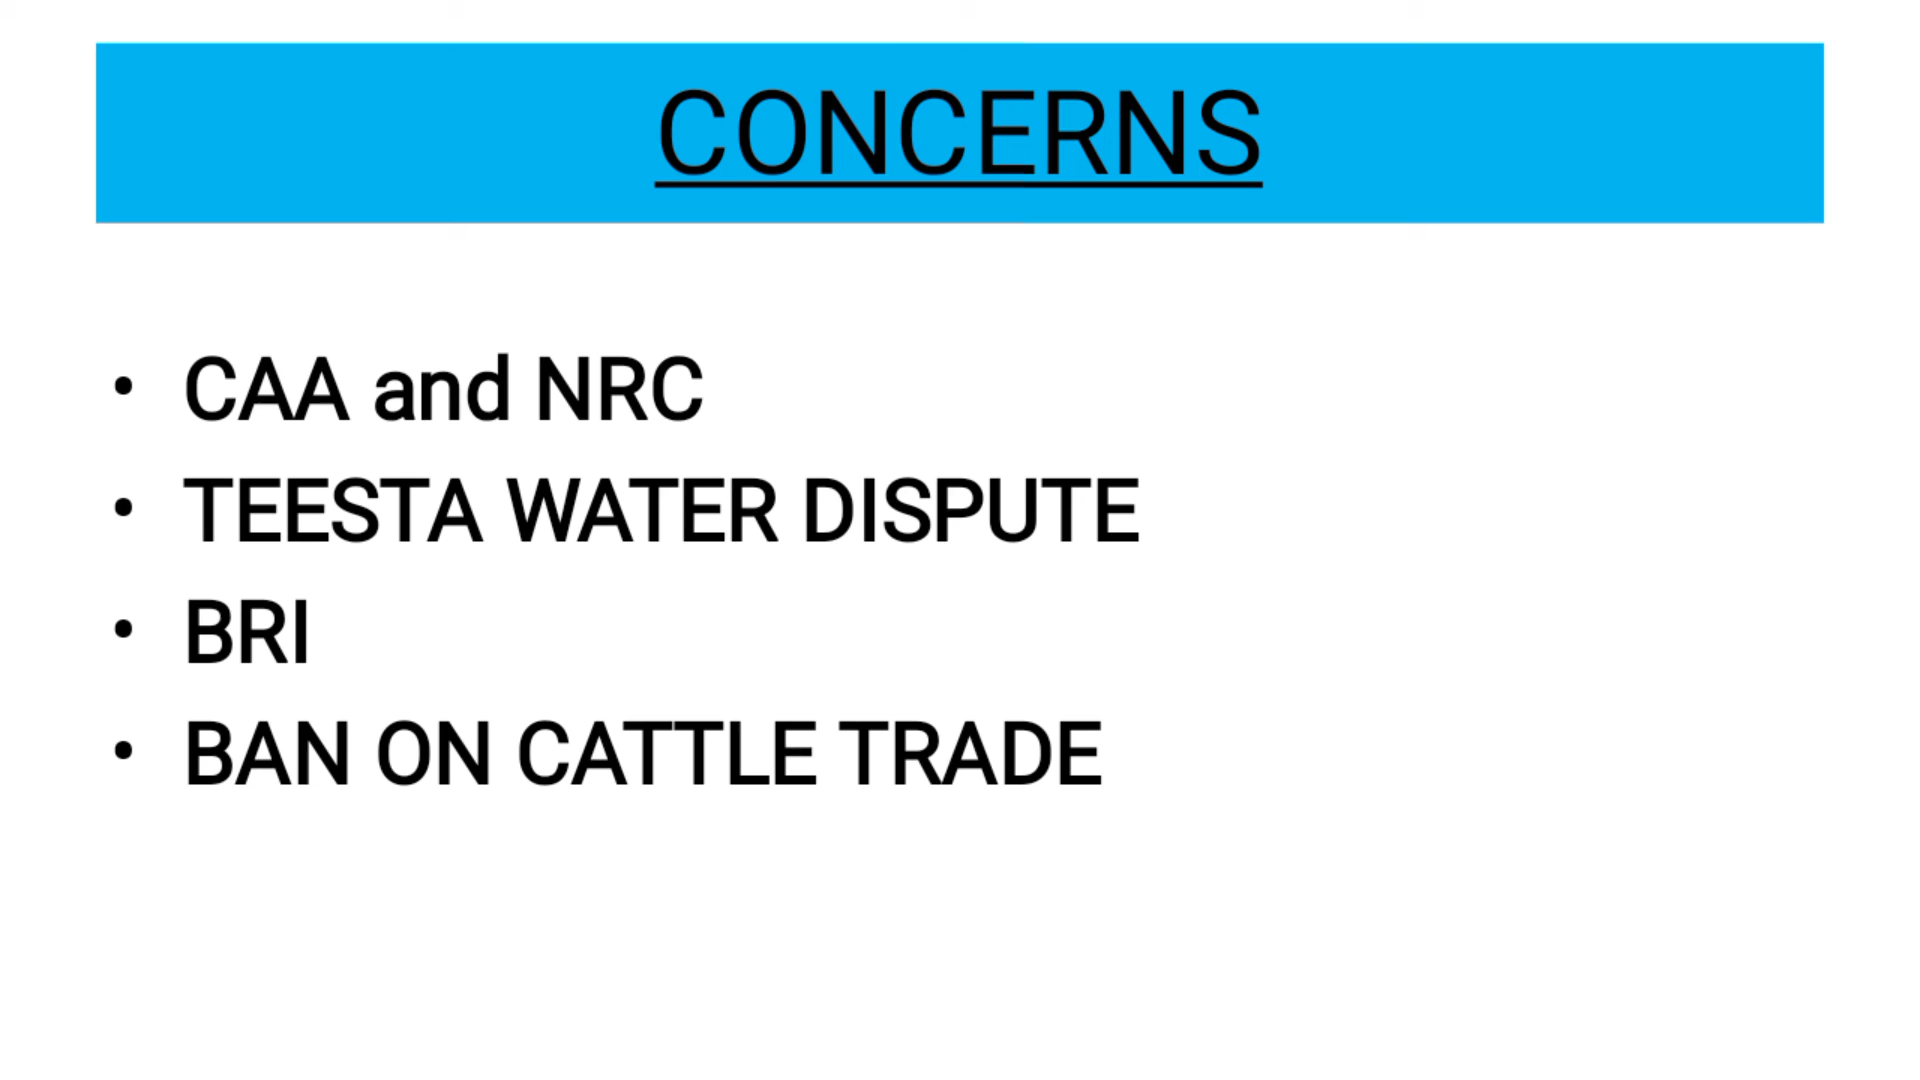 CONCERNS
• CAA and NRC
• TEESTA WATER DISPUTE
• BRI
• BAN ON CATTLE TRADE